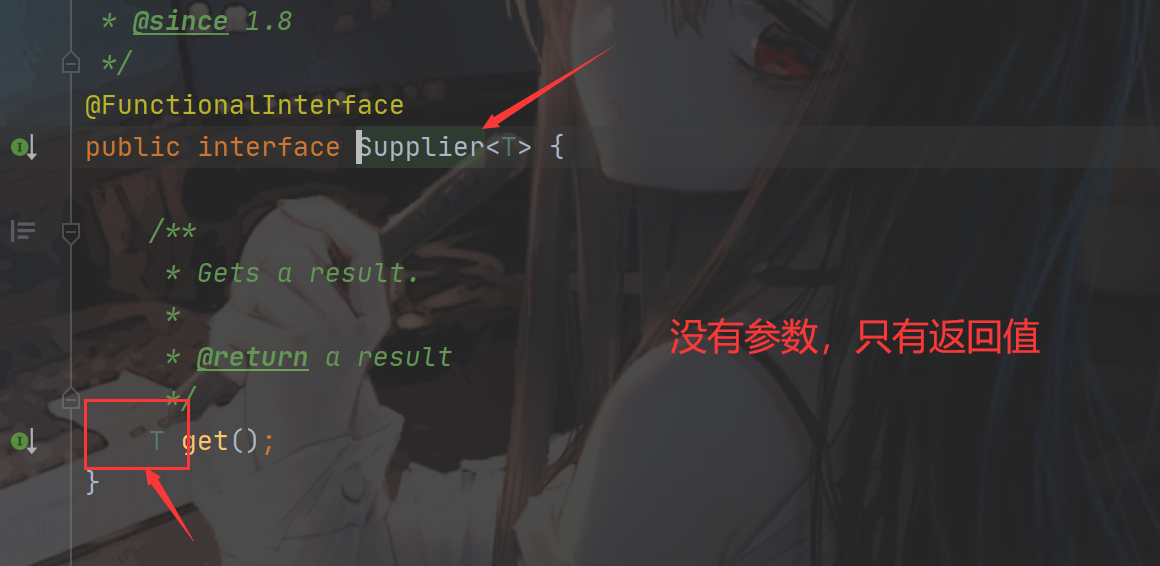 * @since 1.8
*/
@FunctionalInterface
public interface Supplier<T> {
/**
* Gets a result.
*
* @return a result
*/
T get();
}
没有参数，只有返回值